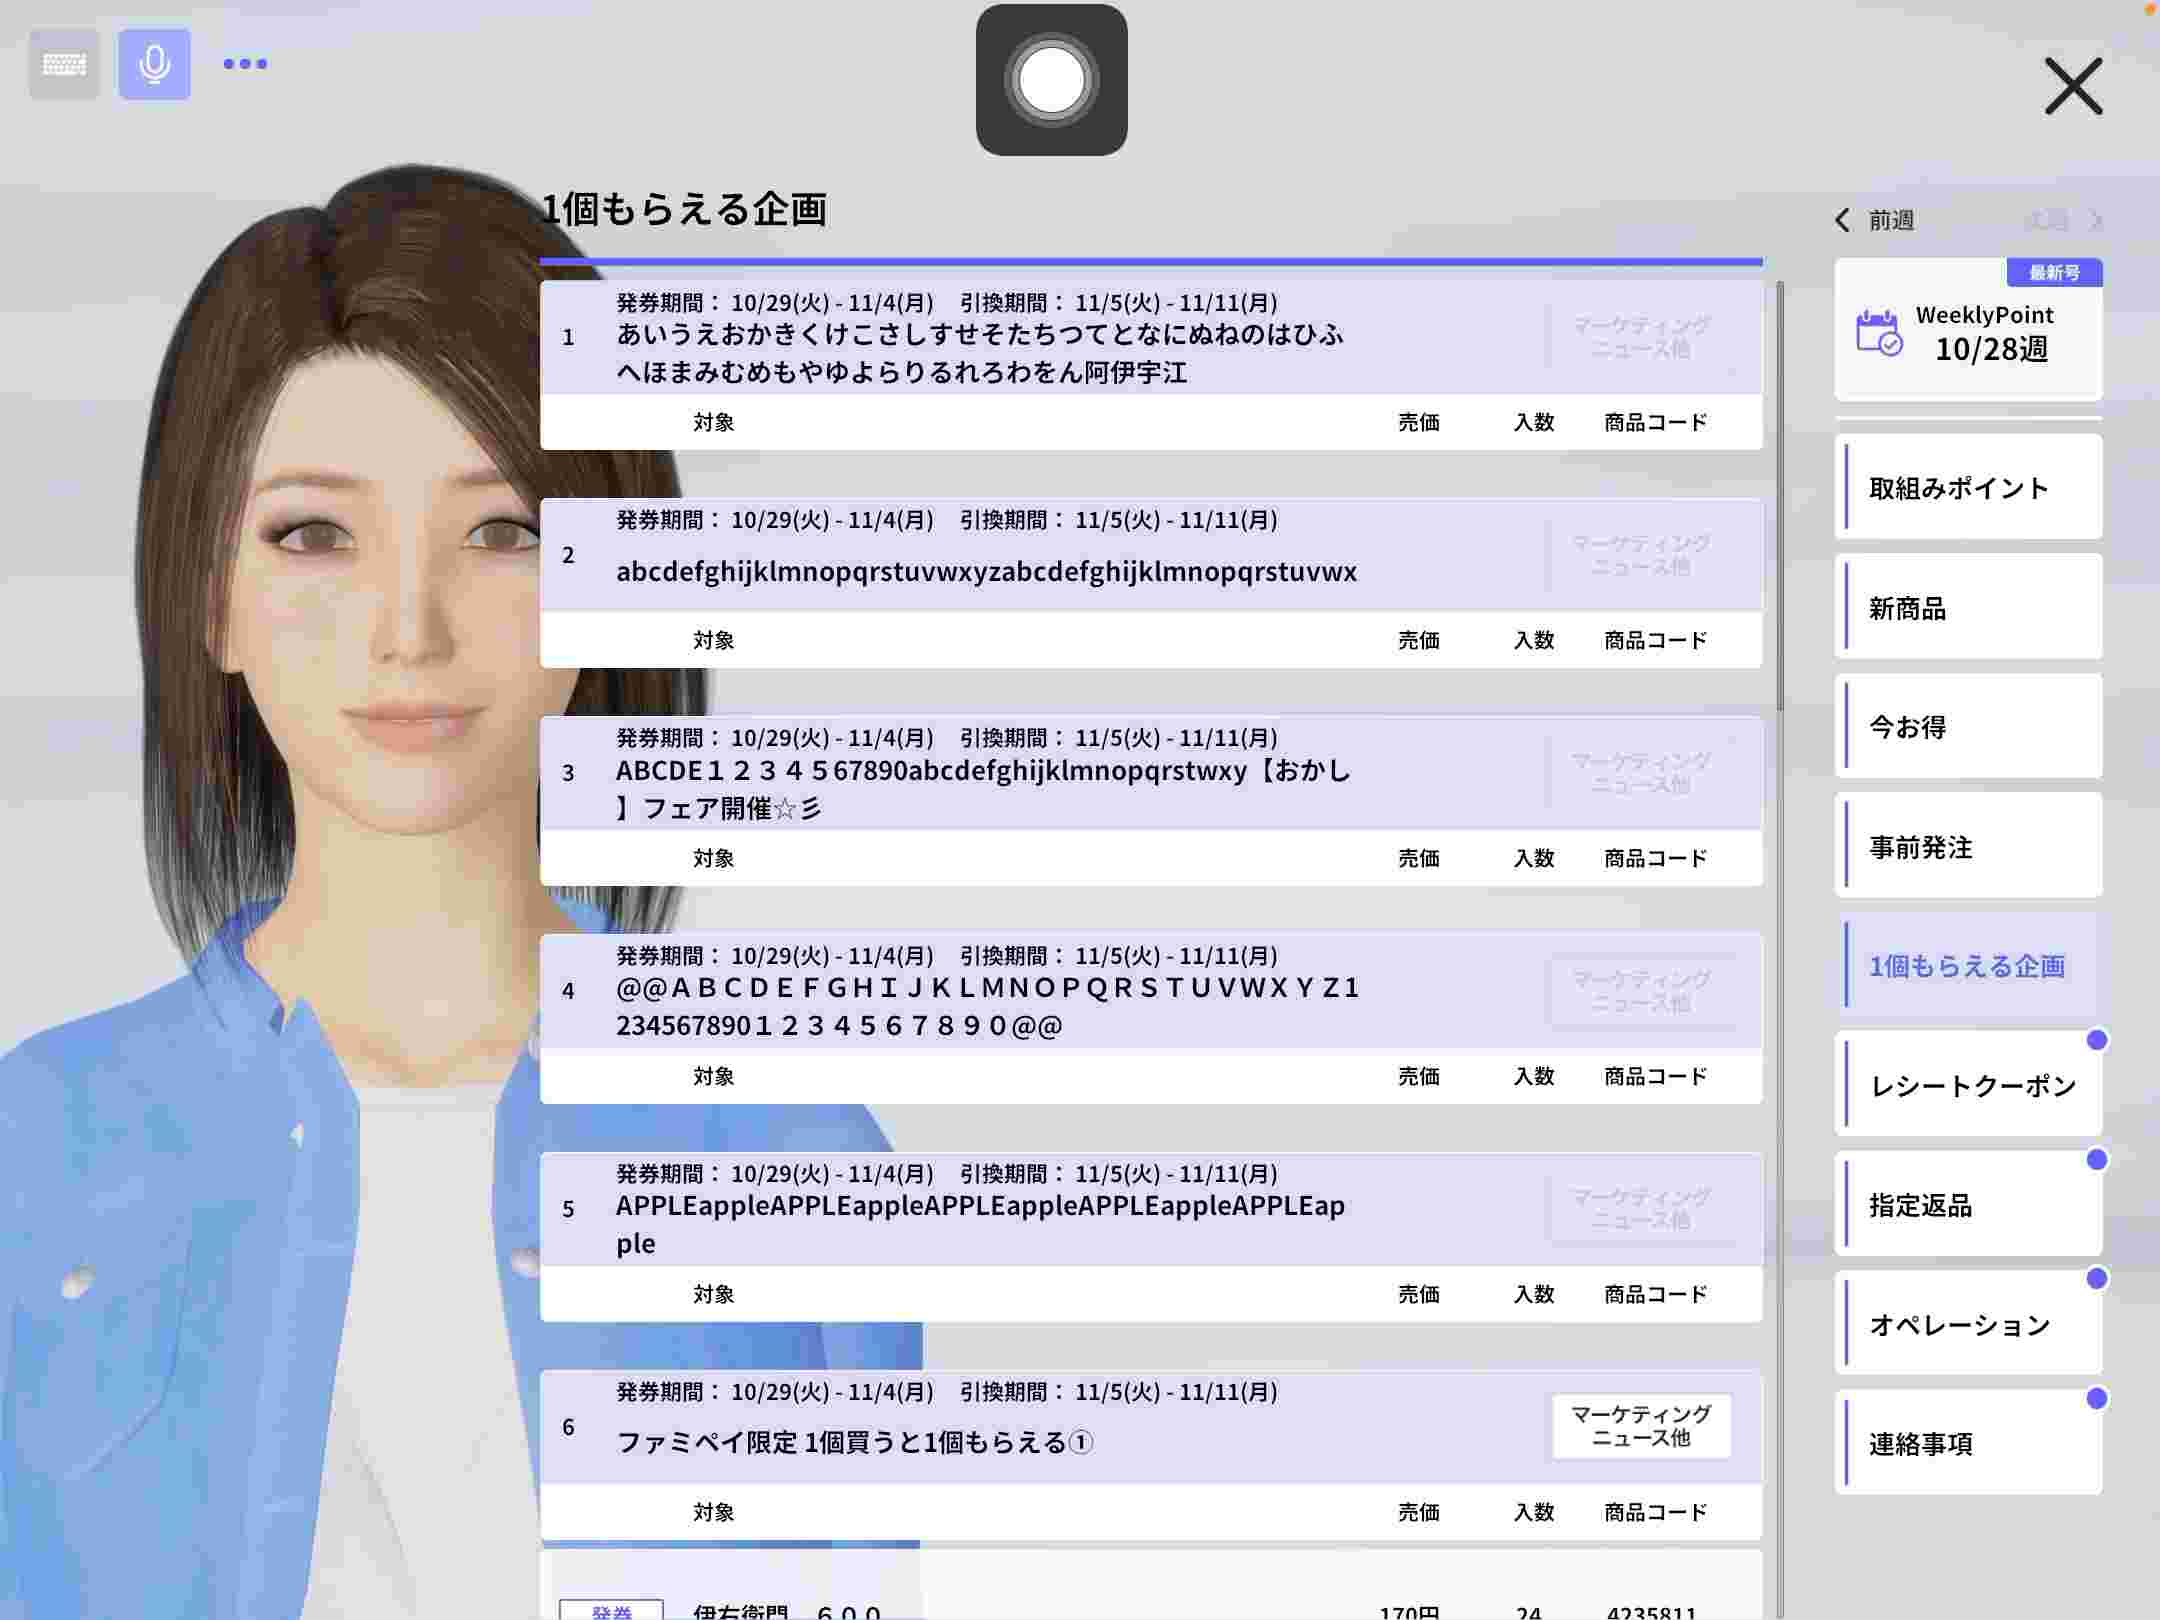 1個もらえる企画
発券期間： 10/29(火) - 11/4(月)　引換期間： 11/5(火) - 11/11(月)
1
あいうえおかきくけこさしすせそたちつてとなにぬねのはひふ
へほまみむめもやゆよらりるれろわをん阿伊宇江
マーケティング
ニュース他
対象 売価 入数 商品コード
発券期間： 10/29(火) - 11/4(月)　引換期間： 11/5(火) - 11/11(月)
2
abcdefghijklmnopqrstuvwxyzabcdefghijklmnopqrstuvwx
マーケティング
ニュース他
対象 売価 入数 商品コード
発券期間： 10/29(火) - 11/4(月)　引換期間： 11/5(火) - 11/11(月)
3
ABCDE１２３４５67890abcdefghijklmnopqrstwxy【おかし
】フェア開催☆彡
マーケティング
ニュース他
対象 売価 入数 商品コード
発券期間： 10/29(火) - 11/4(月)　引換期間： 11/5(火) - 11/11(月)
4
@@ＡＢＣＤＥＦＧＨＩＪＫＬＭＮＯＰＱＲＳＴＵＶＷＸＹＺ1
234567890１２３４５６７８９０@@
マーケティング
ニュース他
対象 売価 入数 商品コード
発券期間： 10/29(火) - 11/4(月)　引換期間： 11/5(火) - 11/11(月)
5
APPLEappleAPPLEappleAPPLEappleAPPLEappleAPPLEap
ple
マーケティング
ニュース他
対象 売価 入数 商品コード
発券期間： 10/29(火) - 11/4(月)　引換期間： 11/5(火) - 11/11(月)
6
ファミペイ限定 1個買うと1個もらえる①
マーケティング
ニュース他
対象 売価 入数 商品コード
発券 伊右衛門　６００ 170円 24 4235811
前週 次週
最新号
WeeklyPoint
10/28週
取組みポイント
新商品
今お得
事前発注
1個もらえる企画
レシートクーポン
指定返品
オペレーション
連絡事項